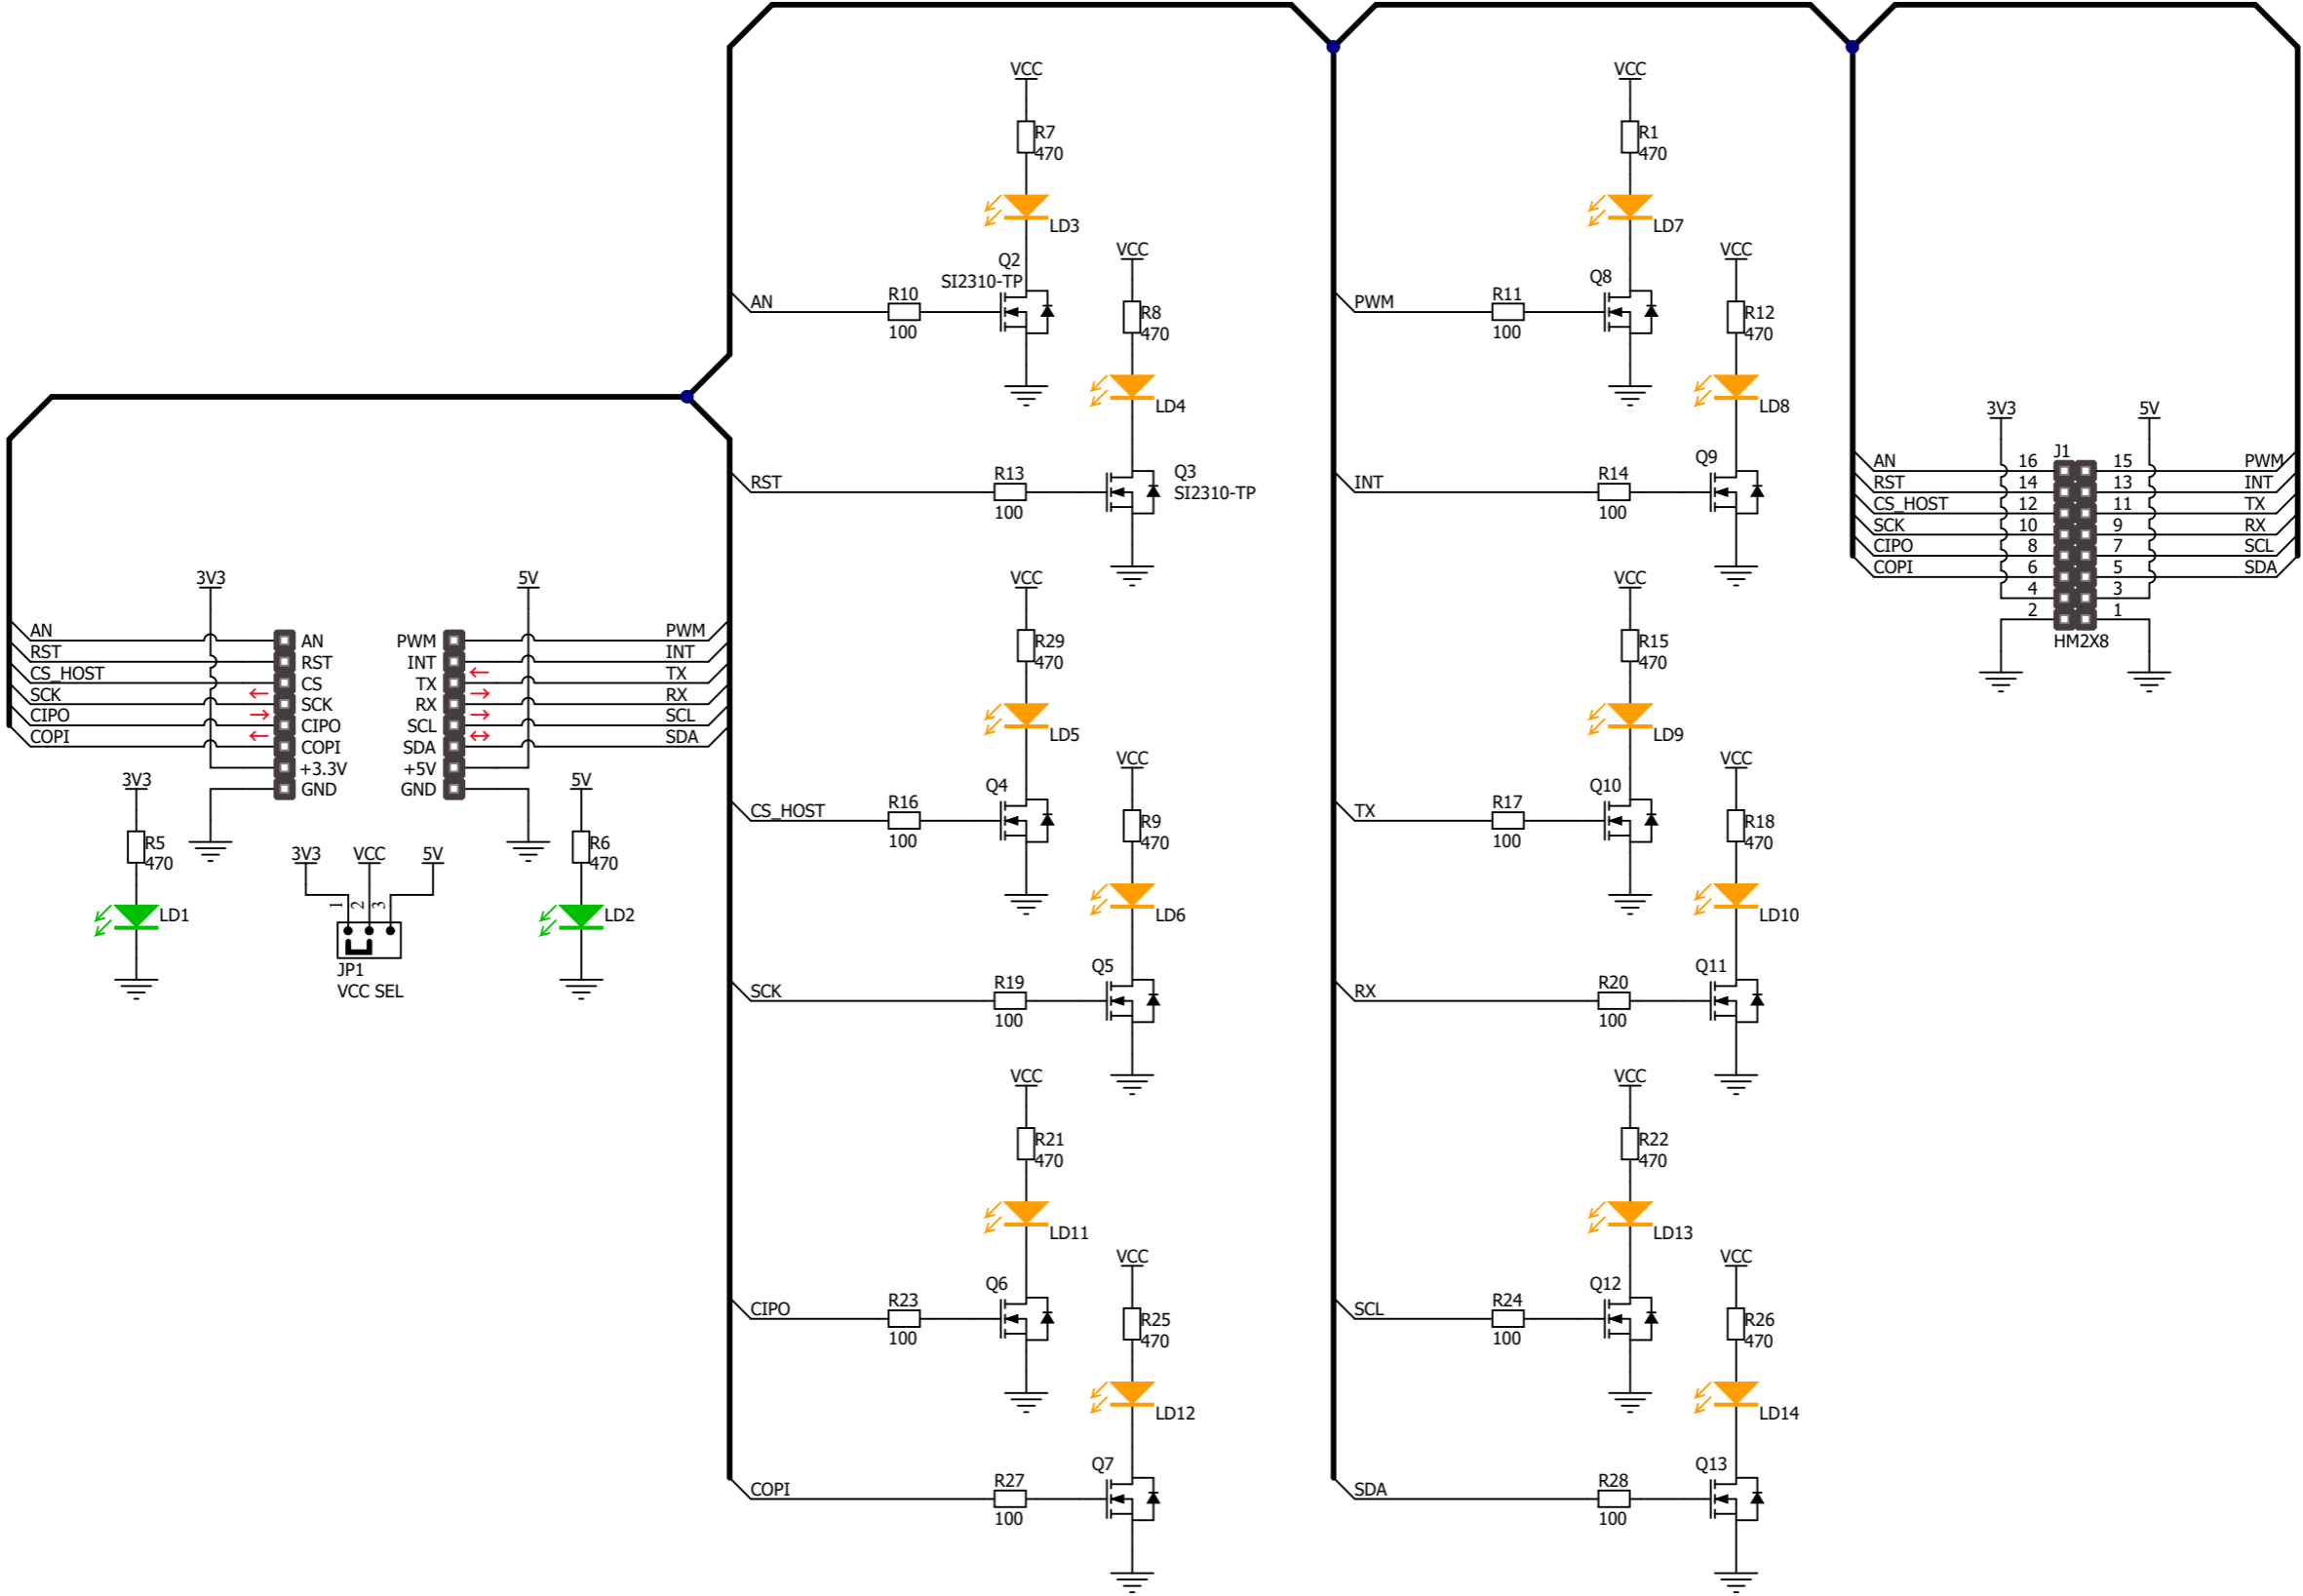 VCC
R7
470
LD3
Q2
SI2310-TP
AN
R10
100
VCC
R8
470
LD4
RST
R13
100
Q3
SI2310-TP
VCC
R1
470
LD7
Q8
PWM
R11
100
VCC
R12
470
LD8
Q9
INT
R14
100
3V3
5V
J1
AN 16 15 PWM
RST 14 13 INT
CS_HOST 12 11 TX
SCK 10 9 RX
CIPO 8 7 SCL
COPI 6 5 SDA
4 3
2 1
HM2X8
3V3
5V
AN AN PWM PWM
RST RST INT INT
CS_HOST CS TX TX
SCK SCK RX RX
CIPO CIPO SCL SCL
COPI COPI SDA SDA
+3.3V +5V
GND GND
3V3
R5
470
LD1
3V3 VCC 5V
1 2 3
JP1
VCC SEL
5V
R6
470
LD2
VCC
R29
470
LD5
Q4
CS_HOST
R16
100
VCC
R9
470
LD6
Q5
SCK
R19
100
VCC
R15
470
LD9
Q10
TX
R17
100
VCC
R18
470
LD10
Q11
RX
R20
100
VCC
R21
470
LD11
Q6
CIPO
R23
100
VCC
R25
470
LD12
Q7
COPI
R27
100
VCC
R22
470
LD13
Q12
SCL
R24
100
VCC
R26
470
LD14
Q13
SDA
R28
100